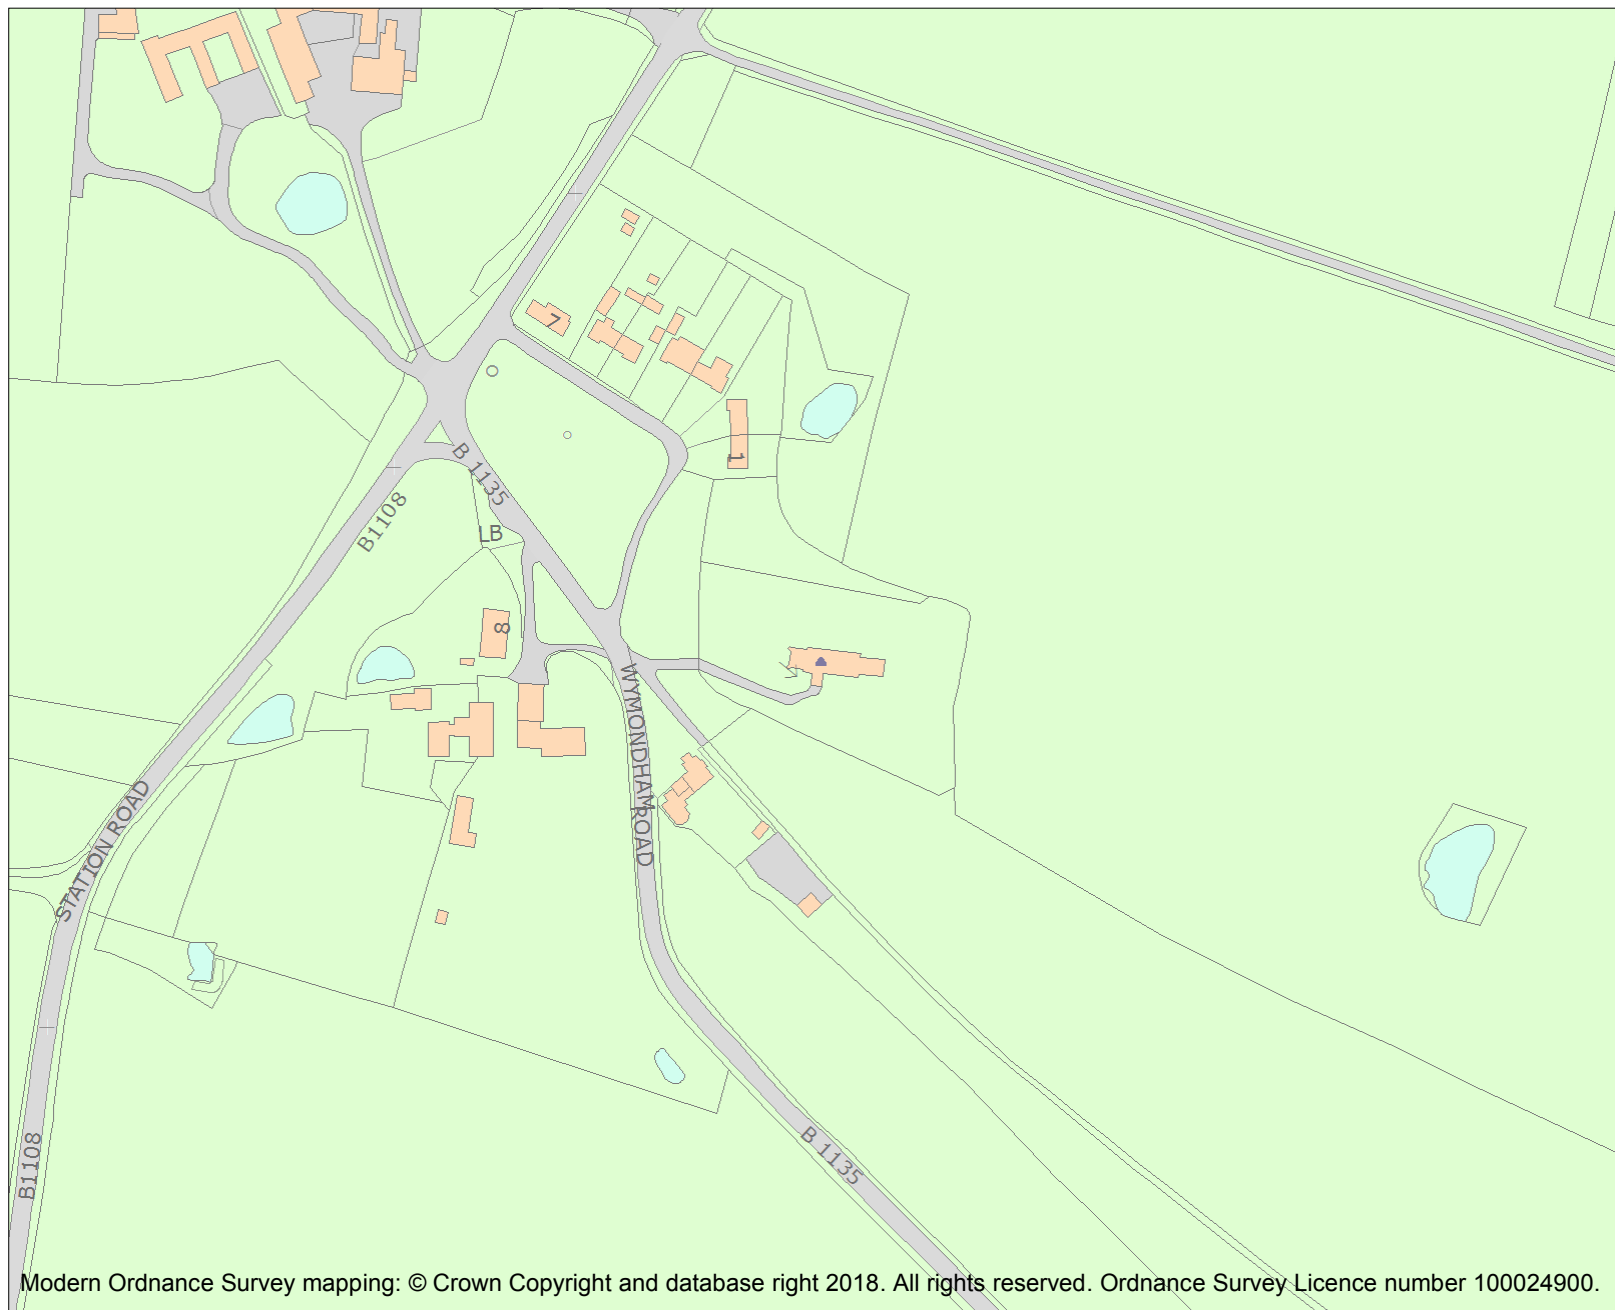 7
B 1135
1
B1108
LB
8
WYMONDHAM ROAD
STATION ROAD
B 1135
B1108
Modern Ordnance Survey mapping: © Crown Copyright and database right 2018. All rights reserved. Ordnance Survey Licence number 100024900.